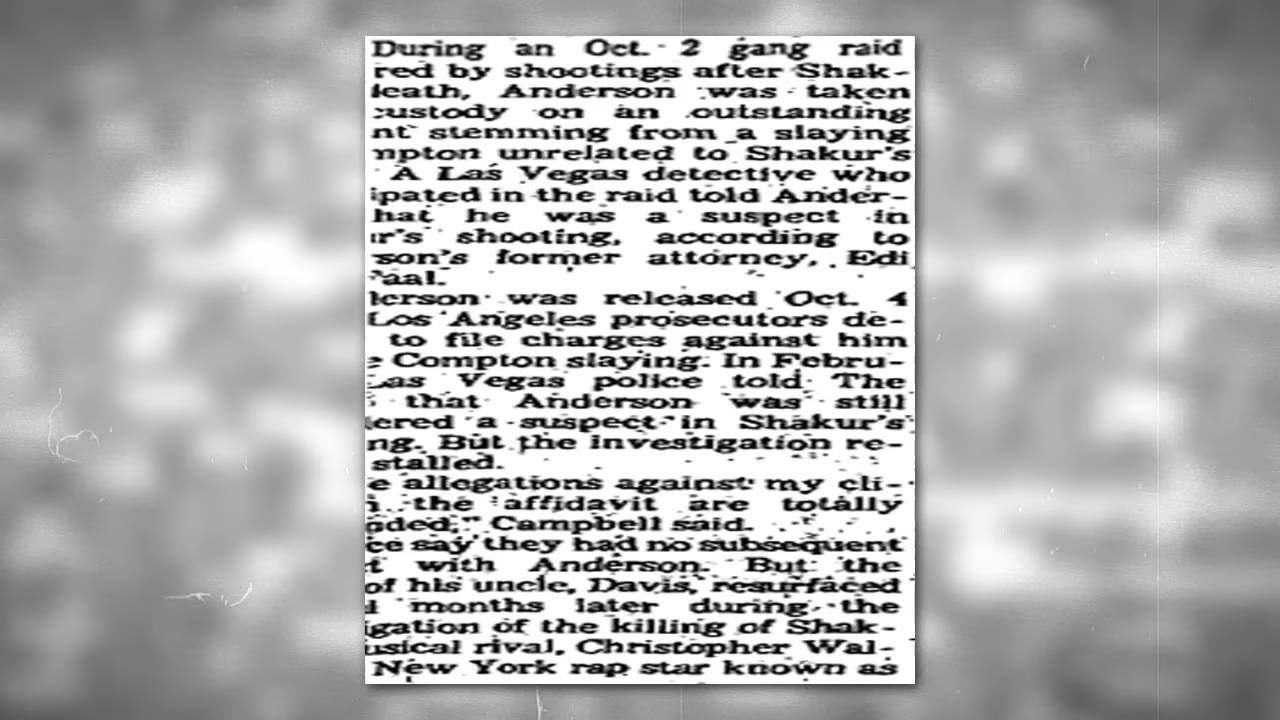 During an Oct. 2 gang raid
red by shootings after Shak-
death, Anderson was taken
custody on an outstanding
nt stemming from a slaying
mpton unrelated to Shakur's
A Las Vegas detective who
ipated in the raid told Ander-
hat he was a suspect in
ur's shooting, according to
son's former attorney, Edi
Faal.
derson was released Oct. 4
Los Angeles prosecutors de-
to file charges against him
e Compton slaying. In Febru-
Las Vegas police told The
that Anderson was still
dered a suspect in Shakur's
ng. But the investigation re-
stalled.
e allegations against my cli-
n the affidavit are totally
nded," Campbell said.
ce say they had no subsequent
t with Anderson. But the
of his uncle, Davis, resurfaced
l months later during the
igation of the killing of Shak-
usical rival, Christopher Wal-
New York rap star known as